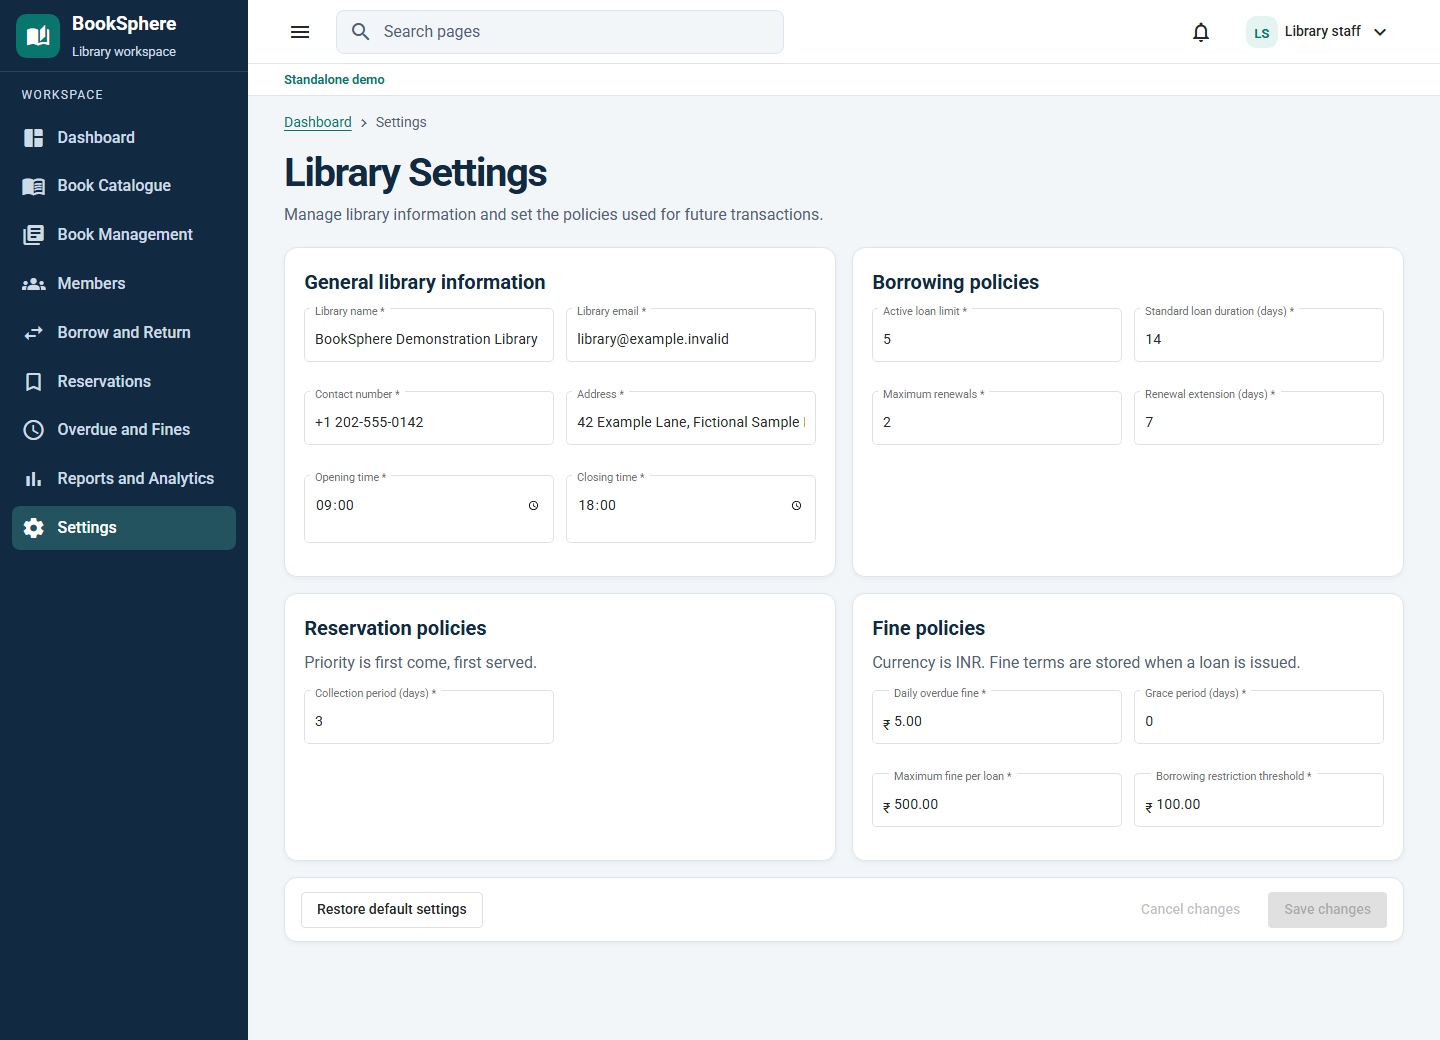 BookSphere
Library workspace
WORKSPACE
Dashboard
Book Catalogue
Book Management
Members
Borrow and Return
Reservations
Overdue and Fines
Reports and Analytics
Settings
Search pages
LS Library staff
Standalone demo
Dashboard > Settings
Library Settings
Manage library information and set the policies used for future transactions.
General library information
Library name *
BookSphere Demonstration Library
Library email *
library@example.invalid
Contact number *
+1 202-555-0142
Address *
42 Example Lane, Fictional Sample
Opening time *
09:00
Closing time *
18:00
Borrowing policies
Active loan limit *
5
Standard loan duration (days) *
14
Maximum renewals *
2
Renewal extension (days) *
7
Reservation policies
Priority is first come, first served.
Collection period (days) *
3
Fine policies
Currency is INR. Fine terms are stored when a loan is issued.
Daily overdue fine *
₹ 5.00
Grace period (days) *
0
Maximum fine per loan *
₹ 500.00
Borrowing restriction threshold *
₹ 100.00
Restore default settings
Cancel changes
Save changes